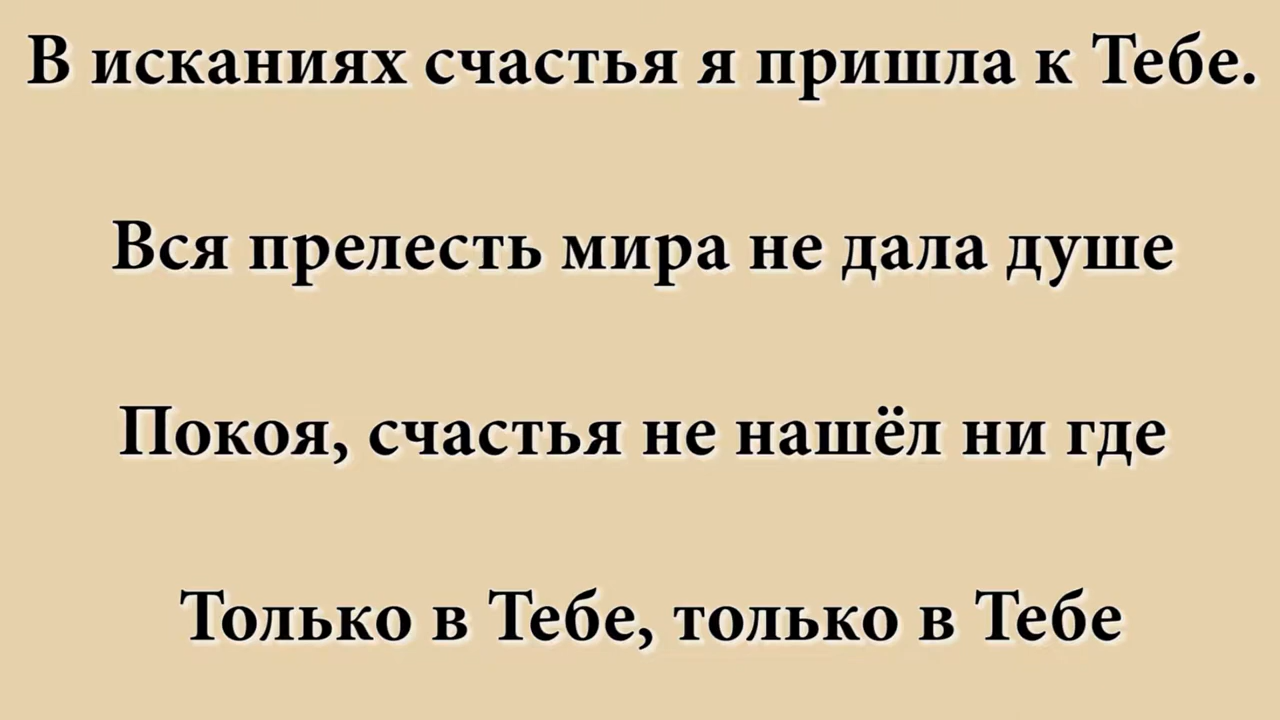 В исканиях счастья я пришла к Тебе.
Вся прелесть мира не дала душе
Покоя, счастья не нашёл ни где
Только в Тебе, только в Тебе